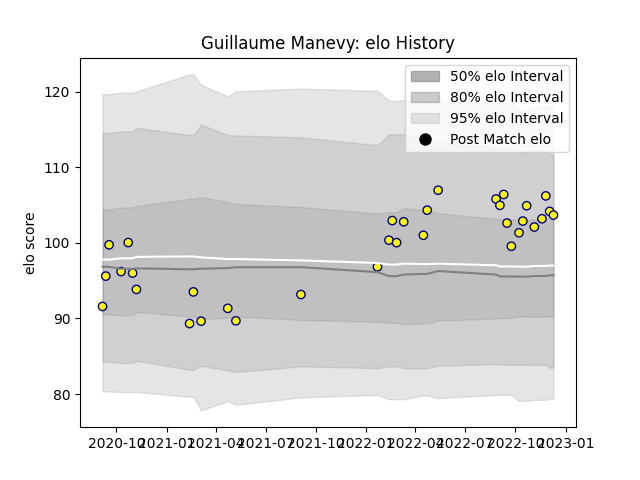 Guillaume Manevy: elo History
50% elo Interval
80% elo Interval
95% elo Interval
Post Match elo
elo score
120
110
100
90
80
2020-10 2021-01 2021-04 2021-07 2021-10 2022-01 2022-04 2022-07 2022-10 2023-01